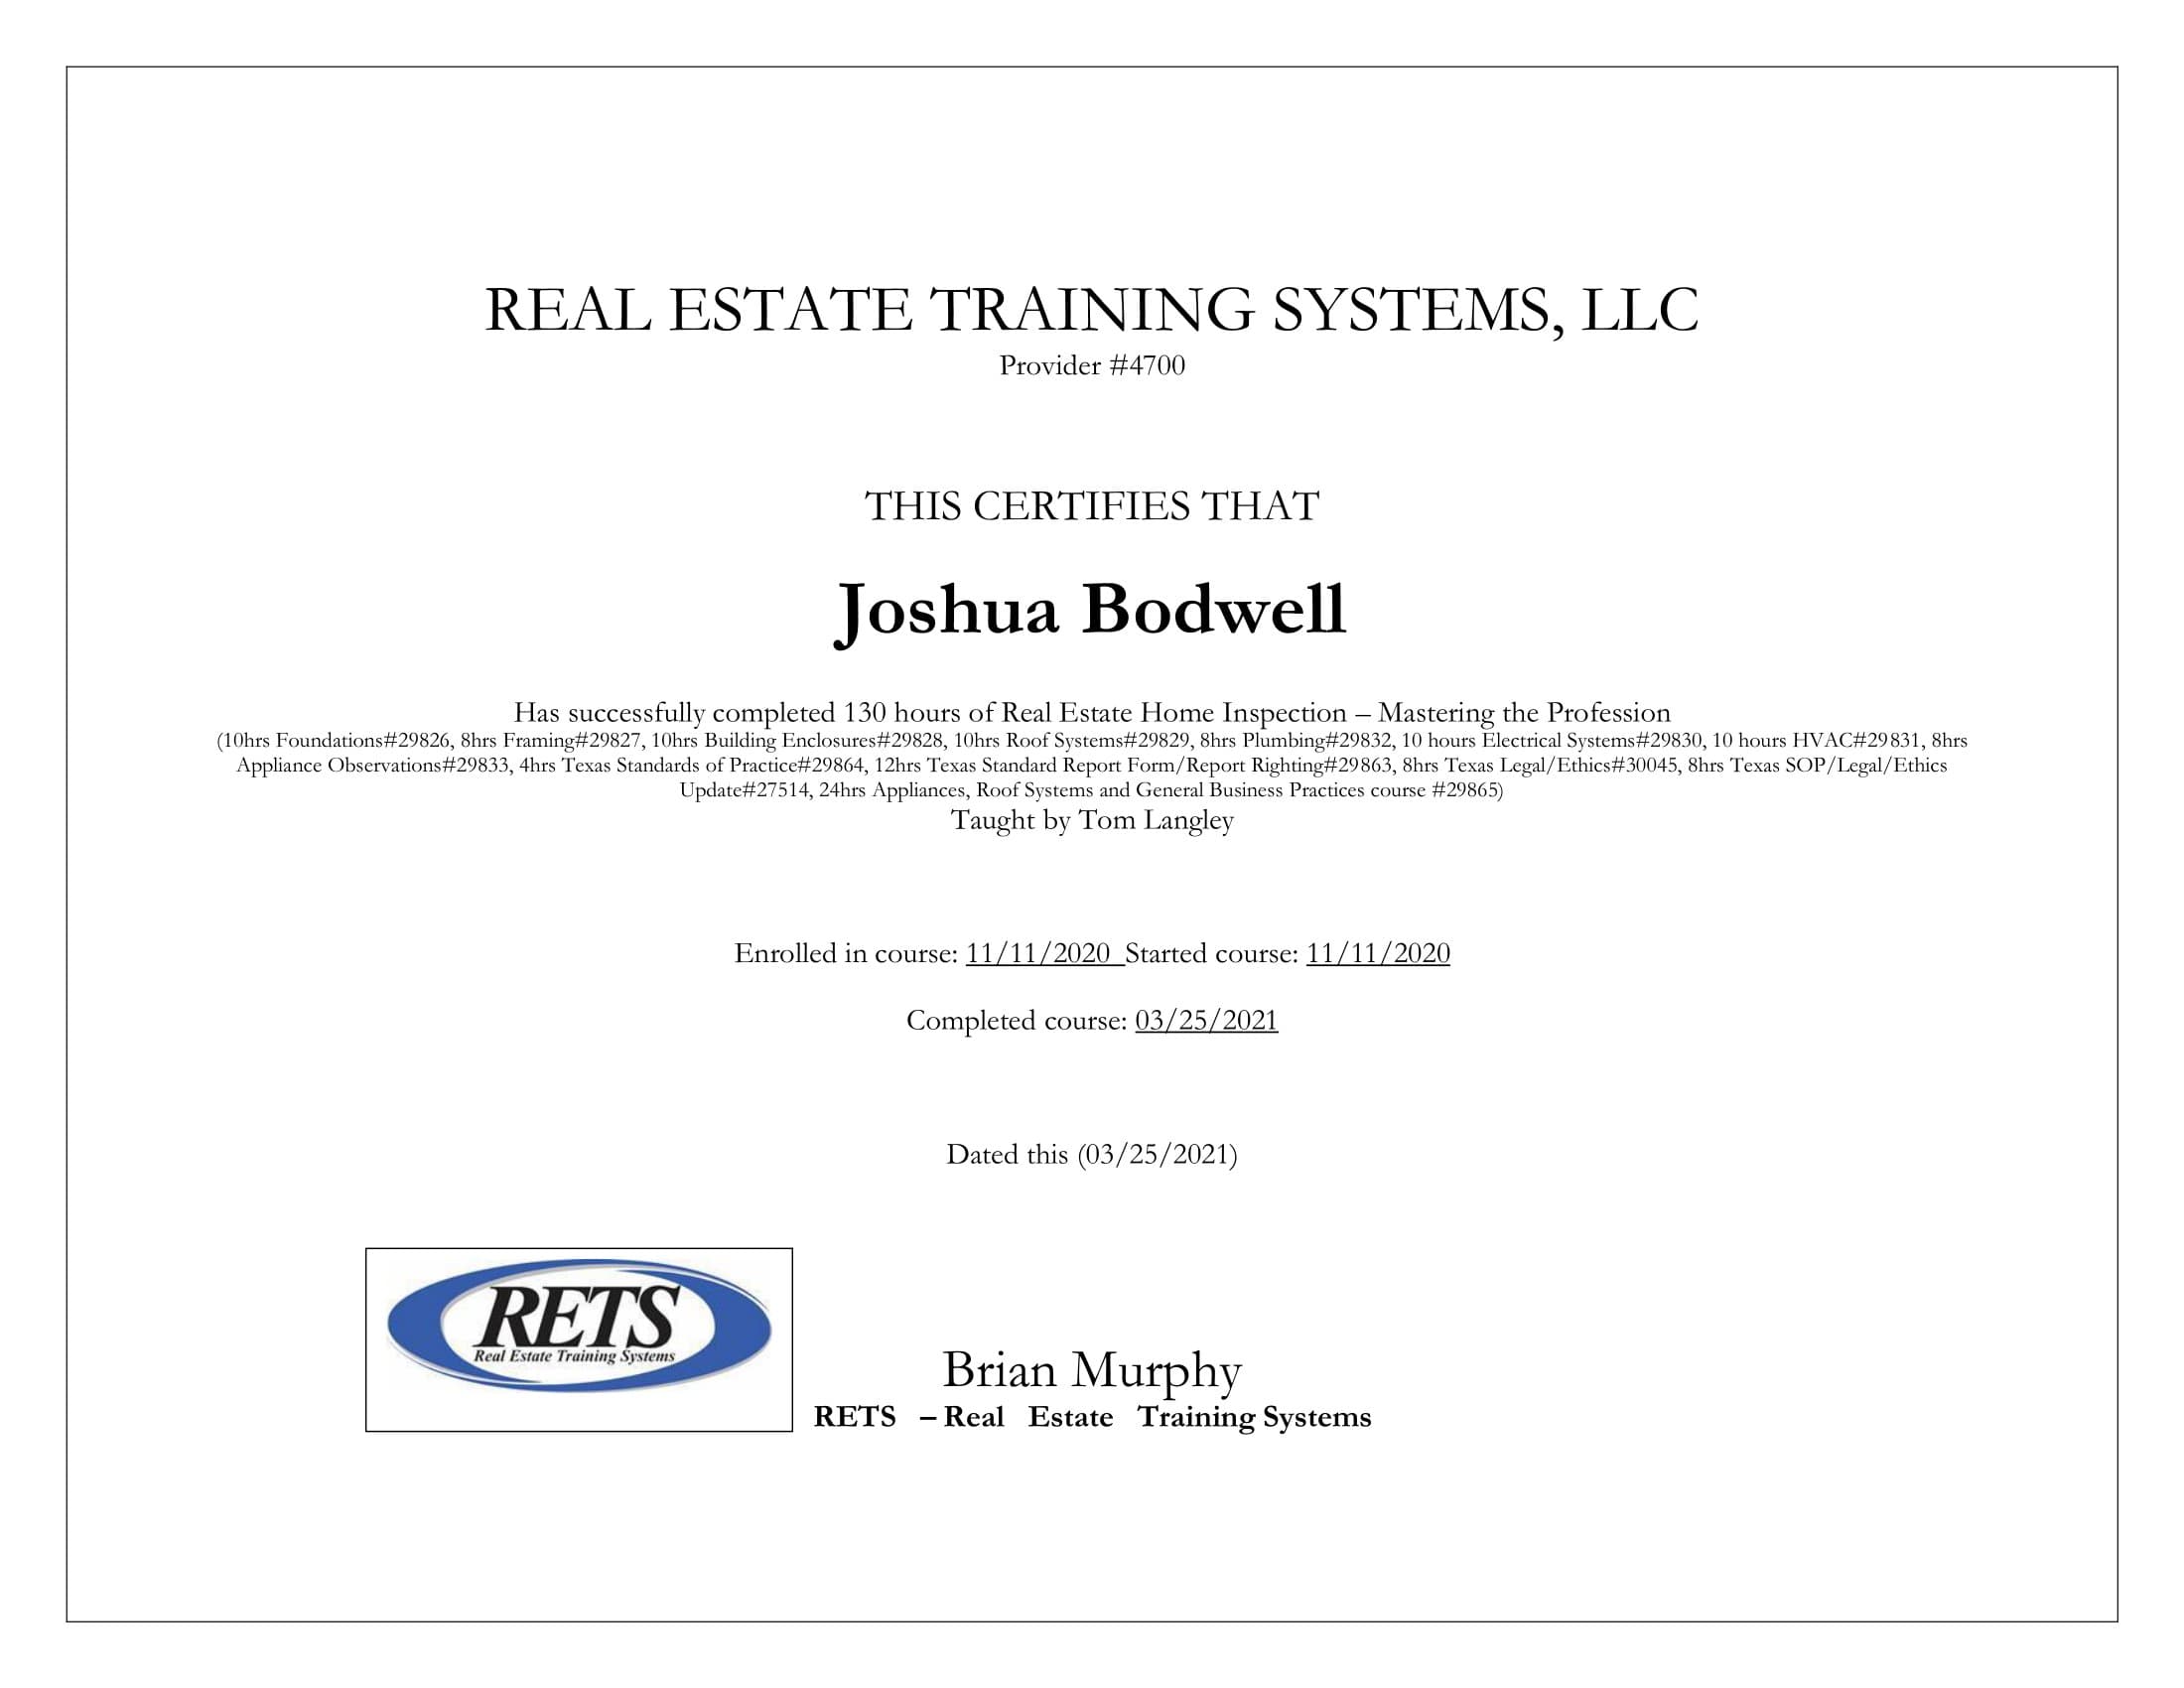 REAL ESTATE TRAINING SYSTEMS, LLC
Provider #4700
THIS CERTIFIES THAT
Joshua Bodwell
Has successfully completed 130 hours of Real Estate Home Inspection – Mastering the Profession
(10hrs Foundations#29826, 8hrs Framing#29827, 10hrs Building Enclosures#29828, 10hrs Roof Systems#29829, 8hrs Plumbing#29832, 10 hours Electrical Systems#29830, 10 hours HVAC#29831, 8hrs
Appliance Observations#29833, 4hrs Texas Standards of Practice#29864, 12hrs Texas Standard Report Form/Report Righting#29863, 8hrs Texas Legal/Ethics#30045, 8hrs Texas SOP/Legal/Ethics
Update#27514, 24hrs Appliances, Roof Systems and General Business Practices course #29865)
Taught by Tom Langley
Enrolled in course: 11/11/2020 Started course: 11/11/2020
Completed course: 03/25/2021
Dated this (03/25/2021)
RETS
Real Estate Training Systems
Brian Murphy
RETS – Real Estate Training Systems